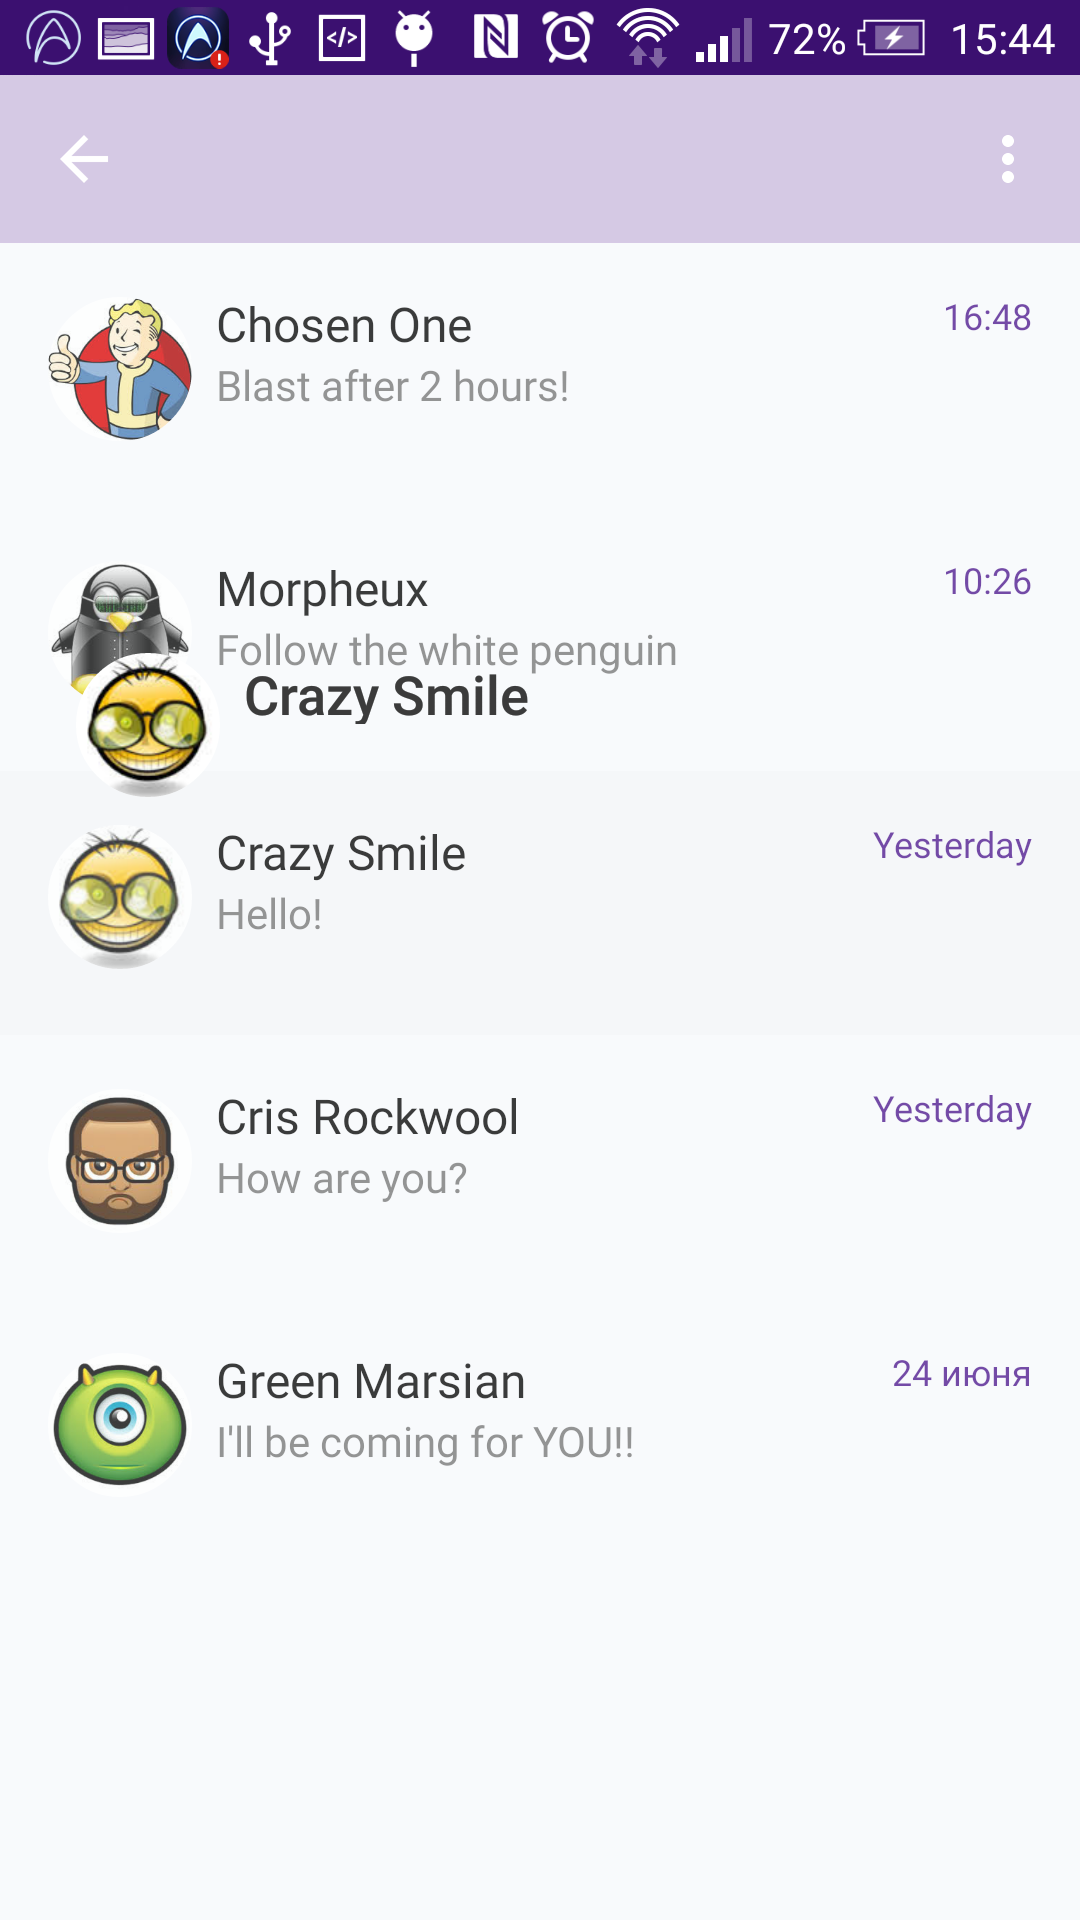 72% 15:44
Chosen One 16:48
Blast after 2 hours!
Morpheux 10:26
Follow the white penguin
Crazy Smile
Crazy Smile Yesterday
Hello!
Cris Rockwool Yesterday
How are you?
Green Marsian 24 июня
I'll be coming for YOU!!